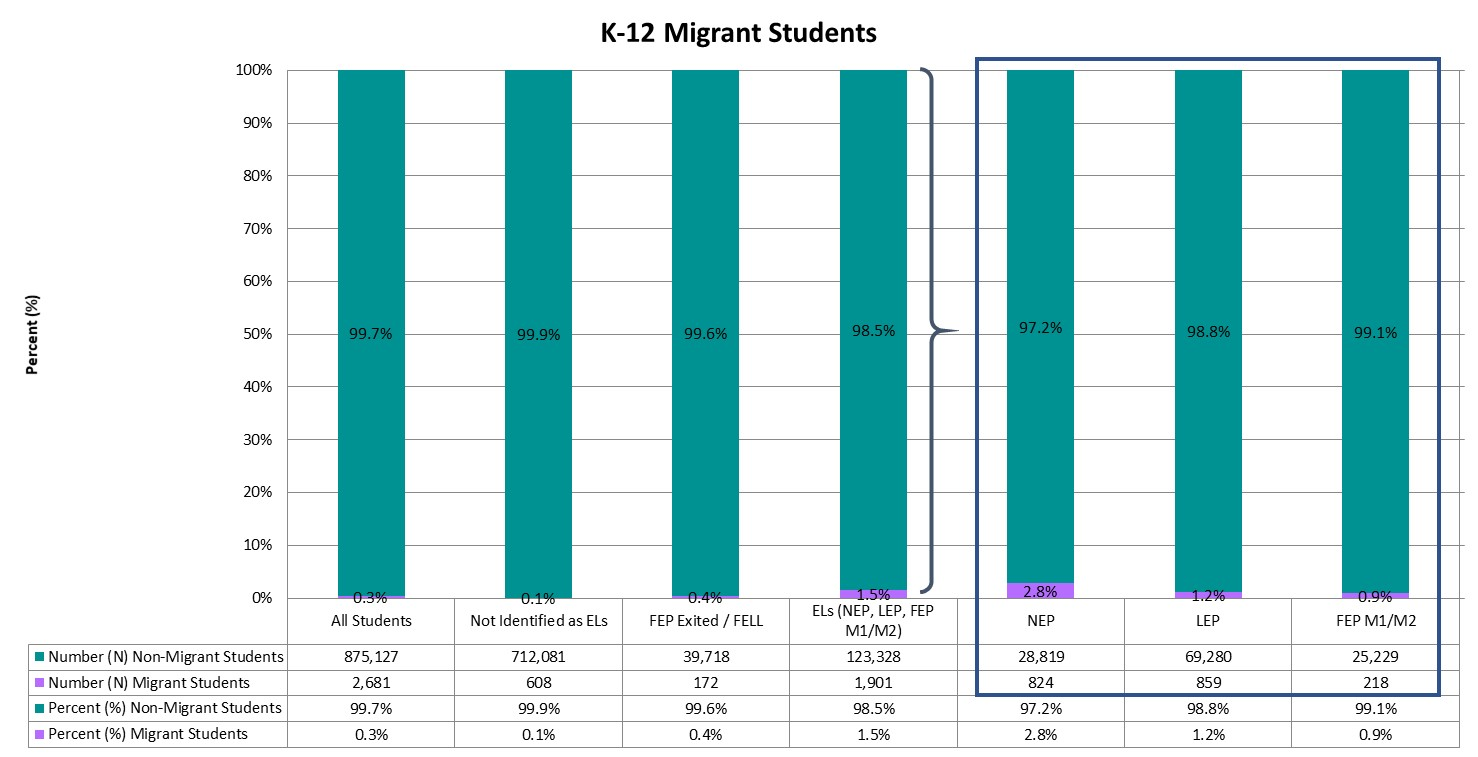 K-12 Migrant Students
Percent (%)
100%
90%
80%
70%
60%
50%
40%
30%
20%
10%
0%
99.7% 99.9% 99.6% 98.5% 97.2% 98.8% 99.1%
0.3% 0.1% 0.4% 1.5% 2.8% 1.2% 0.9%
All Students Not Identified as ELs FEP Exited / FELL ELs (NEP, LEP, FEP M1/M2) NEP LEP FEP M1/M2
Number (N) Non-Migrant Students 875,127 712,081 39,718 123,328 28,819 69,280 25,229
Number (N) Migrant Students 2,681 608 172 1,901 824 859 218
Percent (%) Non-Migrant Students 99.7% 99.9% 99.6% 98.5% 97.2% 98.8% 99.1%
Percent (%) Migrant Students 0.3% 0.1% 0.4% 1.5% 2.8% 1.2% 0.9%